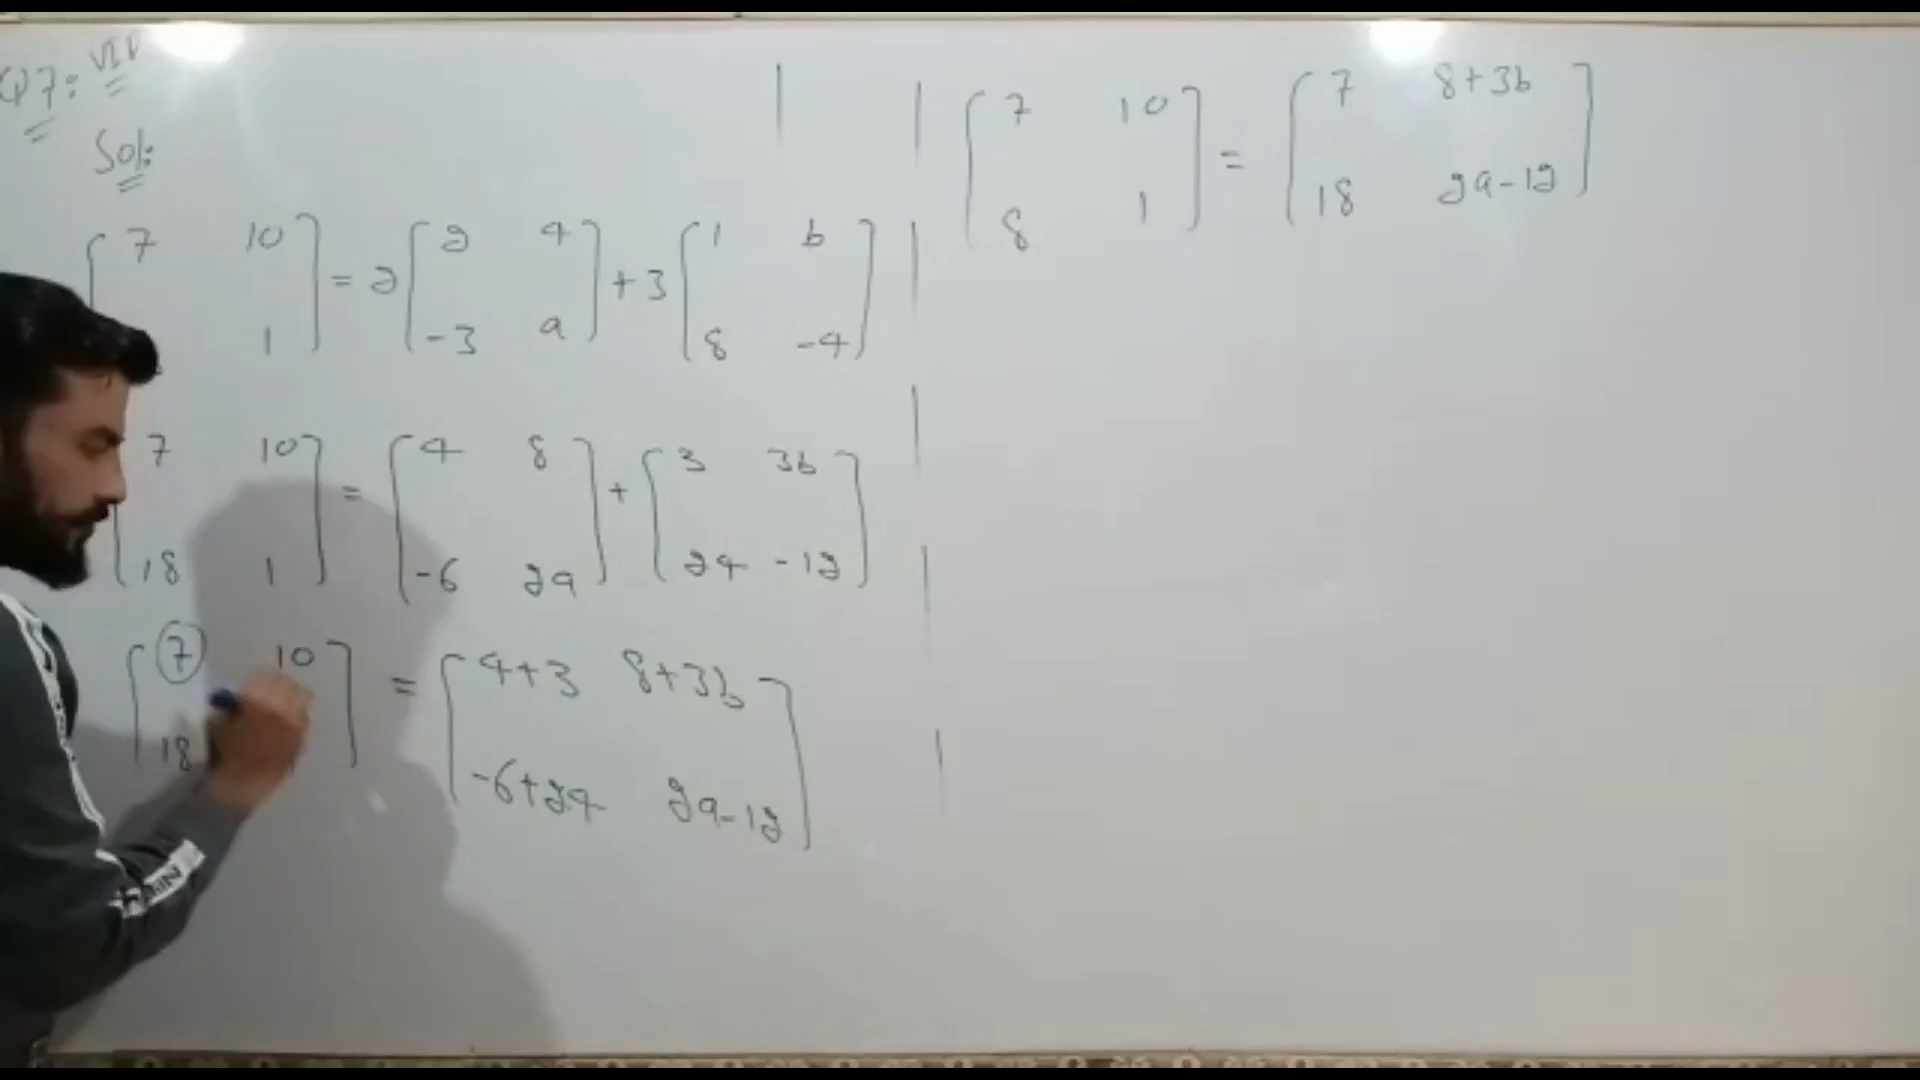 Q7: VII
Sol:
7 10 = 2 2 4 + 3 1 b
1 -3 a 8 -4
7 10 = 4 8 + 3 3b
18 1 -6 2a 24 -12
7 10 = 4+3 8+3b
18 -6+24 2a-12
7 10 = 7 8+3b
8 1 18 2a-12